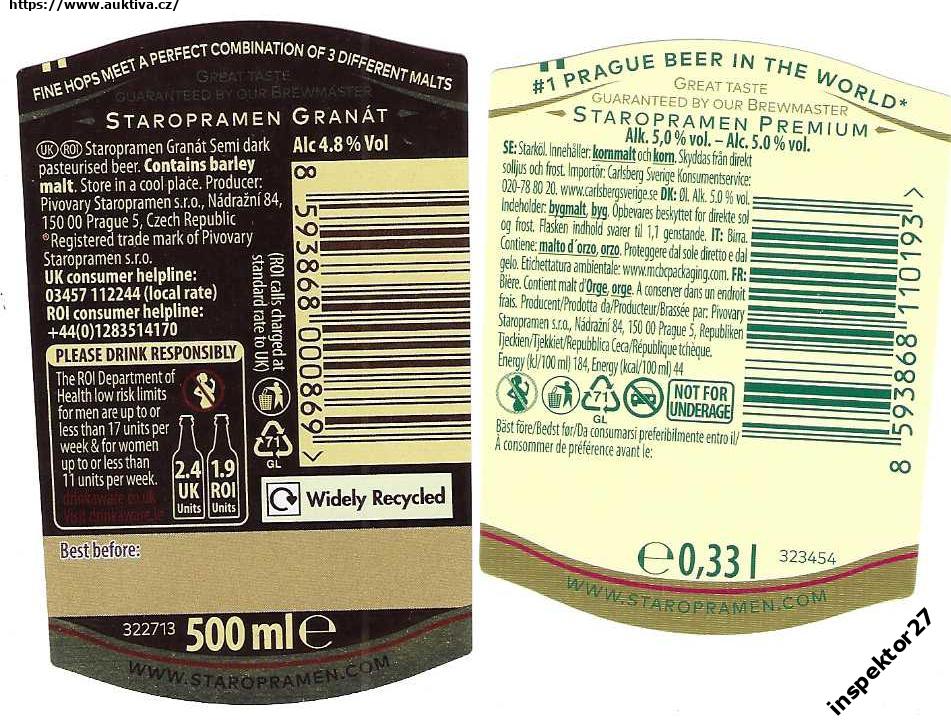 https://www.auktiva.cz/
FINE HOPS MEET A PERFECT COMBINATION OF 3 DIFFERENT MALTS
GREAT TASTE
GUARANTEED BY OUR BREWMASTER
STAROPRAMEN GRANÁT
UK ROI Staropramen Granát Semi dark
pasteurised beer. Contains barley
malt. Store in a cool place. Producer:
Pivovary Staropramen s.r.o., Nádražní 84,
150 00 Prague 5, Czech Republic
®Registered trade mark of Pivovary
Staropramen s.r.o.
UK consumer helpline:
03457 112244 (local rate)
ROI consumer helpline:
+44(0)1283514170
(ROI calls charged at
standard rate to UK)
Alc 4.8 % Vol
8 593868 000869 >
PLEASE DRINK RESPONSIBLY
The ROI Department of
Health low risk limits
for men are up to or
less than 17 units per
week & for women
up to or less than
11 units per week.
drinkaware.co.uk
Visit drinkaware.ie
2.4
UK
Units
1.9
ROI
Units
71
GL
Widely Recycled
Best before:
322713
500 ml e
WWW.STAROPRAMEN.COM
#1 PRAGUE BEER IN THE WORLD*
GREAT TASTE
GUARANTEED BY OUR BREWMASTER
STAROPRAMEN PREMIUM
Alk. 5,0 % vol. – Alc. 5.0 % vol.
SE: Starköl. Innehåller: kornmalt och korn. Skyddas från direkt
solljus och frost. Importör: Carlsberg Sverige Konsumentservice:
020-78 80 20. www.carlsbergsverige.se DK: Øl. Alk. 5.0 % vol.
Indeholder: bygmalt, byg. Opbevares beskyttet for direkte sol
og frost. Flasken indhold svarer til 1,1 genstande. IT: Birra.
Contiene: malto d´orzo, orzo. Proteggere dal sole diretto e dal
gelo. Etichettatura ambientale: www.mcbcpackaging.com. FR:
Bière. Contient malt d'Orge, orge. A conserver dans un endroit
frais. Producent/Prodotta da/Producteur/Brassée par: Pivovary
Staropramen s.r.o., Nádražní 84, 150 00 Prague 5, Republiken
Tjeckien/Tjekkiet/Repubblica Ceca/République tchèque.
Energy (kJ/100 ml) 184, Energy (kcal/100 ml) 44
71
GL
NOT FOR
UNDERAGE
Bäst före/Bedst før/Da consumarsi preferibilmente entro il/
À consommer de préférence avant le:
8 593868 110193 >
e 0,33 l
323454
WWW.STAROPRAMEN.COM
inspektor27